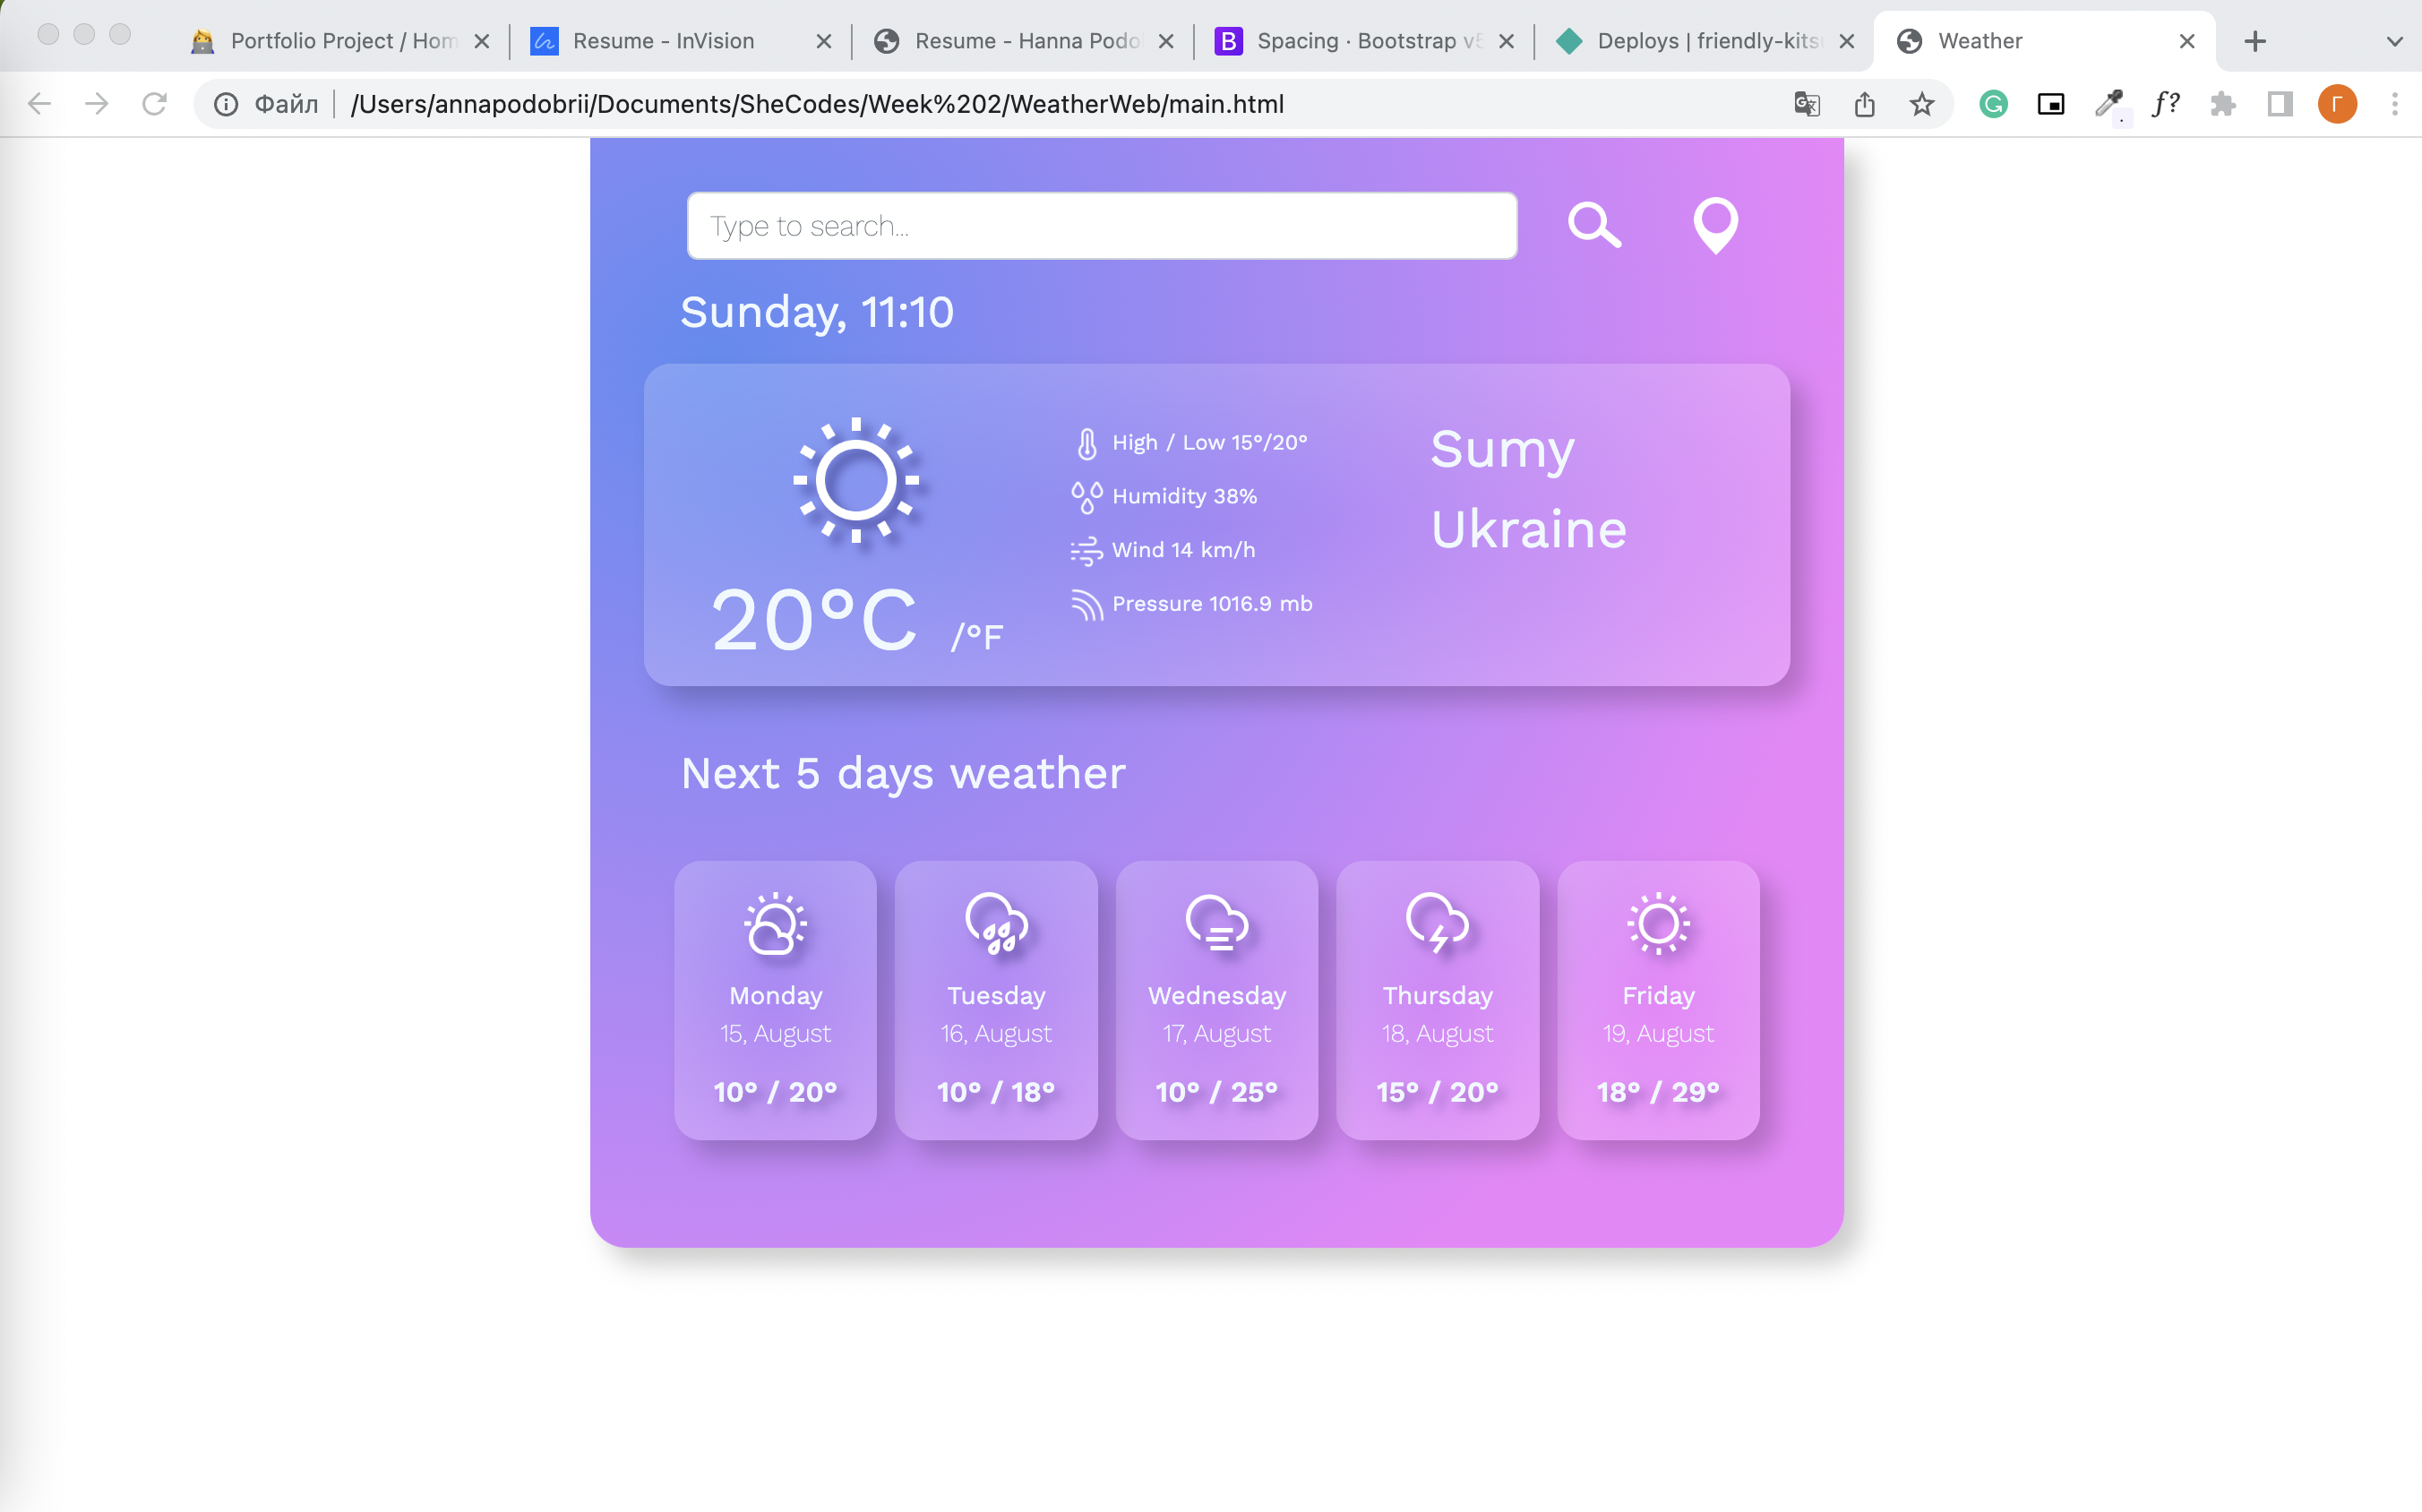 Portfolio Project / Hom
Resume - InVision
Resume - Hanna Podo
B
Spacing · Bootstrap v5
Deploys | friendly-kits
Weather
Файл
/Users/annapodobrii/Documents/SheCodes/Week%202/WeatherWeb/main.html
f?
Г
Type to search...
Sunday, 11:10
20°C /°F
High / Low 15°/20°
Humidity 38%
Wind 14 km/h
Pressure 1016.9 mb
Sumy
Ukraine
Next 5 days weather
Monday
15, August
10° / 20°
Tuesday
16, August
10° / 18°
Wednesday
17, August
10° / 25°
Thursday
18, August
15° / 20°
Friday
19, August
18° / 29°